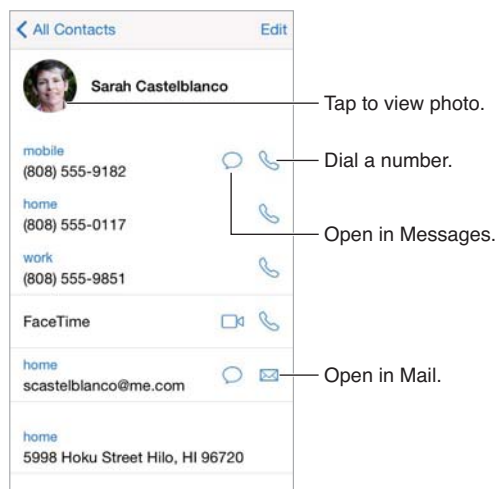 All Contacts
Edit
Sarah Castelblanco
Tap to view photo.
mobile
(808) 555-9182
Dial a number.
home
(808) 555-0117
Open in Messages.
work
(808) 555-9851
FaceTime
home
scastelblanco@me.com
Open in Mail.
home
5998 Hoku Street Hilo, HI 96720